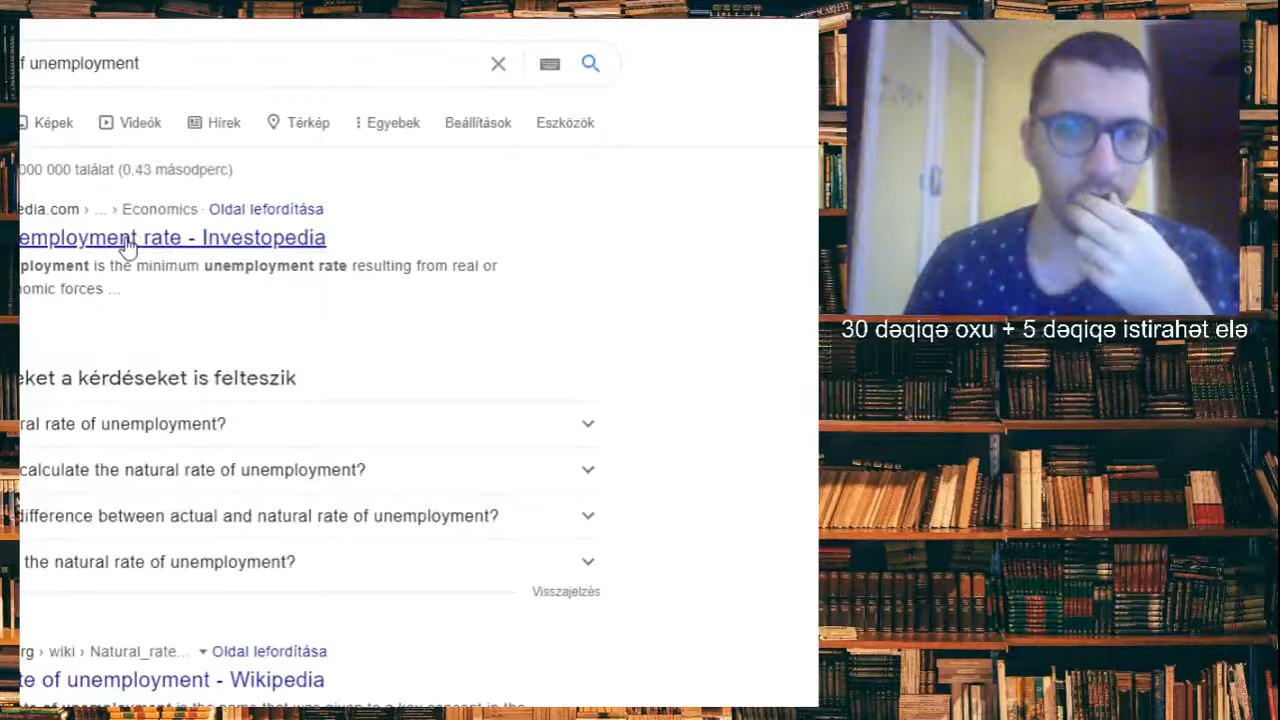 f unemployment
Képek Videók Hírek Térkép Egyebek Beállítások Eszközök
000 000 találat (0,43 másodperc)
edia.com › ... › Economics · Oldal lefordítása
employment rate - Investopedia
ployment is the minimum unemployment rate resulting from real or
omic forces ...
eket a kérdéseket is felteszik
ral rate of unemployment?
calculate the natural rate of unemployment?
difference between actual and natural rate of unemployment?
the natural rate of unemployment?
Visszajelzés
rg › wiki › Natural_rate... Oldal lefordítása
te of unemployment - Wikipedia
30 dəqiqə oxu + 5 dəqiqə istirahət elə